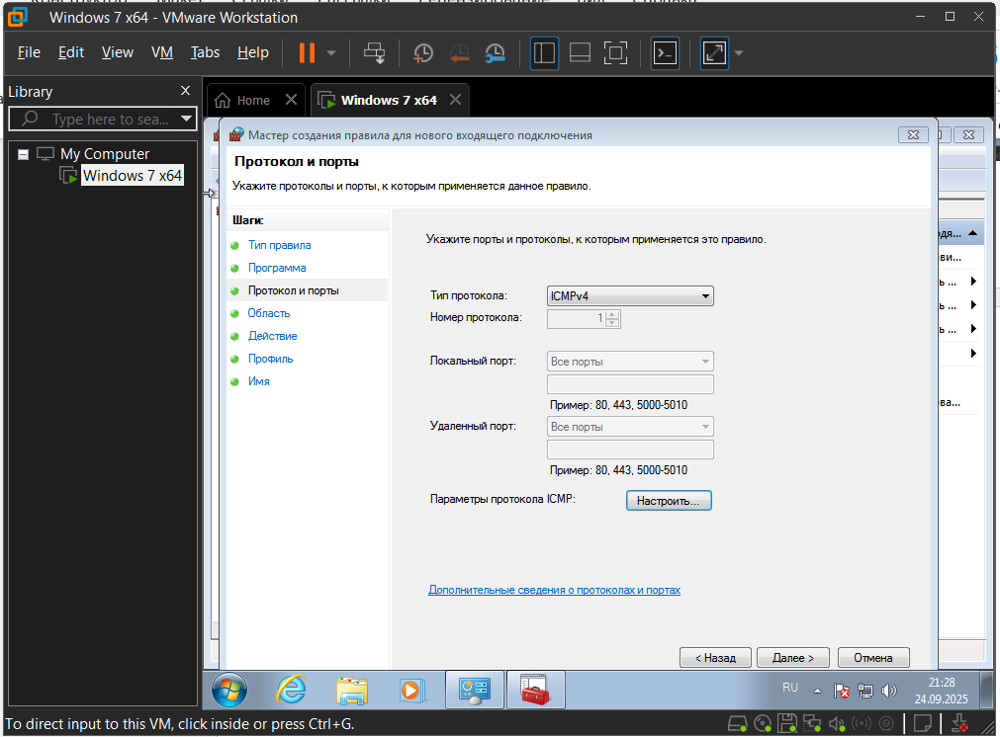 Windows 7 x64 - VMware Workstation
File Edit View VM Tabs Help
Library
Type here to sea...
My Computer
Windows 7 x64
Home
Windows 7 x64
Мастер создания правила для нового входящего подключения
Протокол и порты
Укажите протоколы и порты, к которым применяется данное правило.
Шаги:
Тип правила
Программа
Протокол и порты
Область
Действие
Профиль
Имя
Укажите порты и протоколы, к которым применяется это правило.
Тип протокола: ICMPv4
Номер протокола: 1
Локальный порт: Все порты
Пример: 80, 443, 5000-5010
Удаленный порт: Все порты
Пример: 80, 443, 5000-5010
Параметры протокола ICMP: Настроить...
Дополнительные сведения о протоколах и портах
< Назад Далее > Отмена
RU
21:28
24.09.2025
To direct input to this VM, click inside or press Ctrl+G.